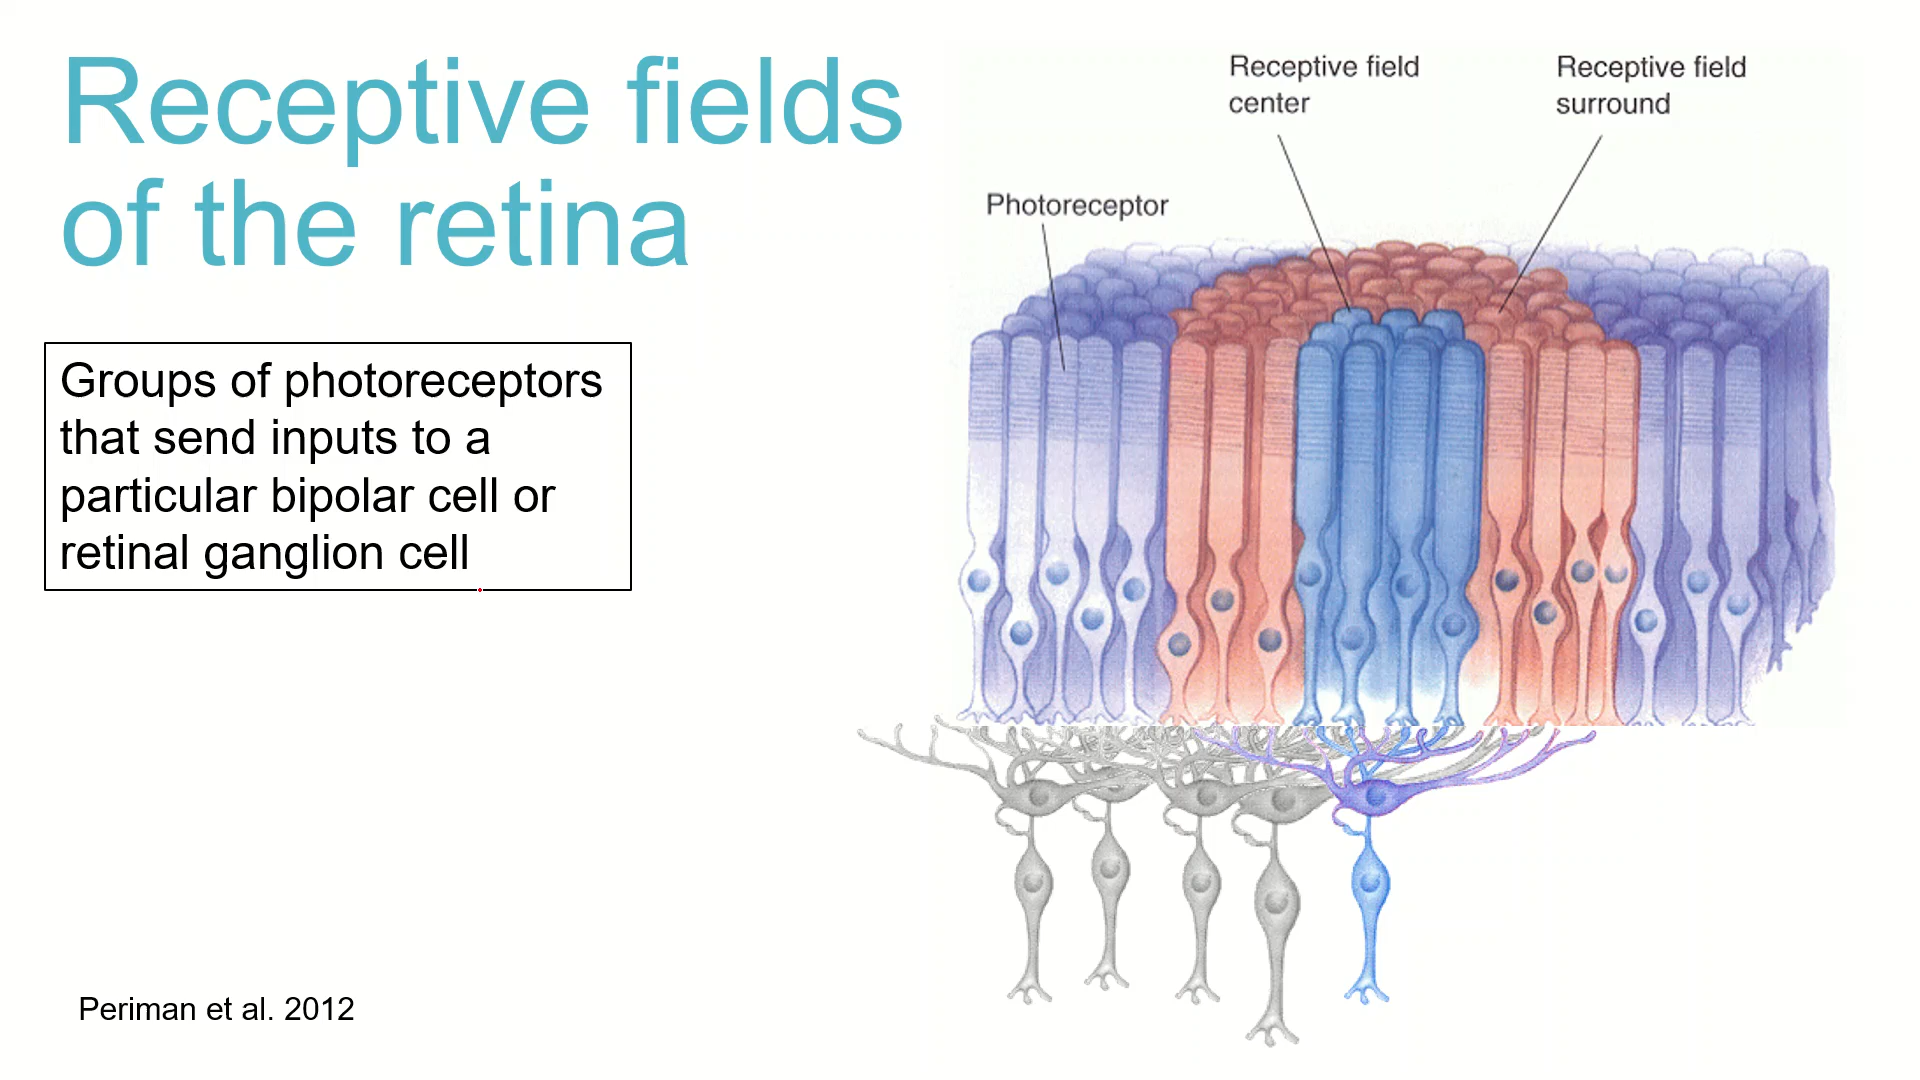 Receptive fields
of the retina
Groups of photoreceptors
that send inputs to a
particular bipolar cell or
retinal ganglion cell
Periman et al. 2012
Receptive field
center
Receptive field
surround
Photoreceptor